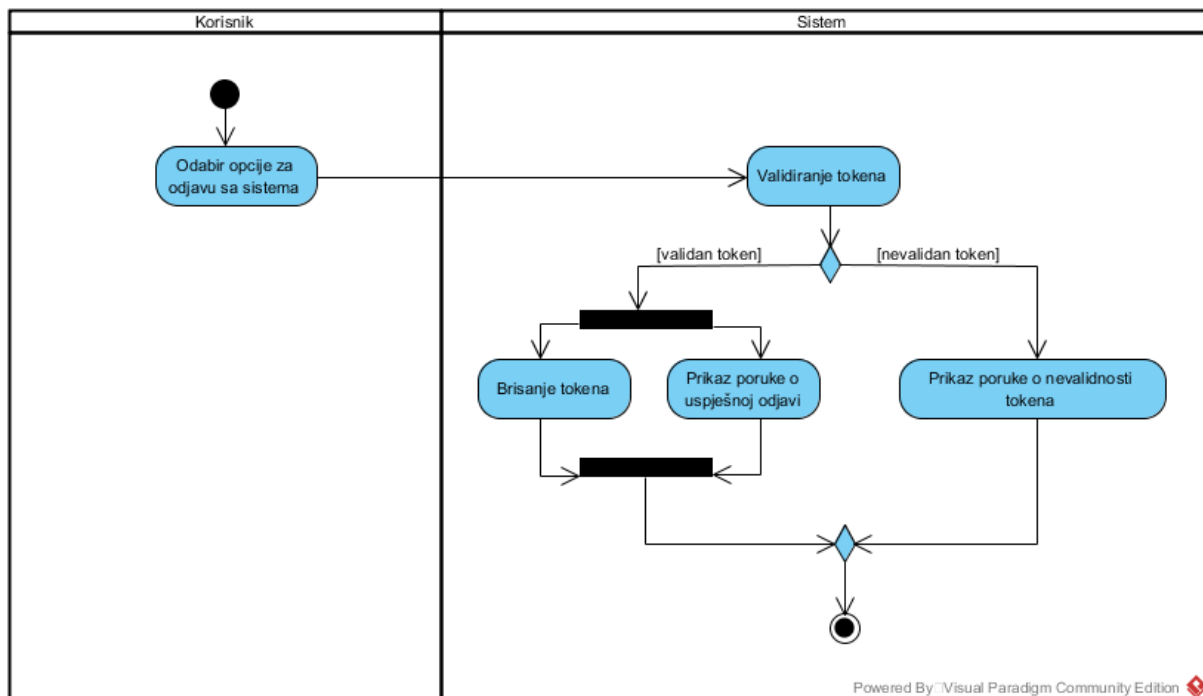 Korisnik
Sistem
Odabir opcije za
odjavu sa sistema
Validiranje tokena
[validan token]
[nevalidan token]
Brisanje tokena
Prikaz poruke o
uspješnoj odjavi
Prikaz poruke o nevalidnosti
tokena
Powered By Visual Paradigm Community Edition